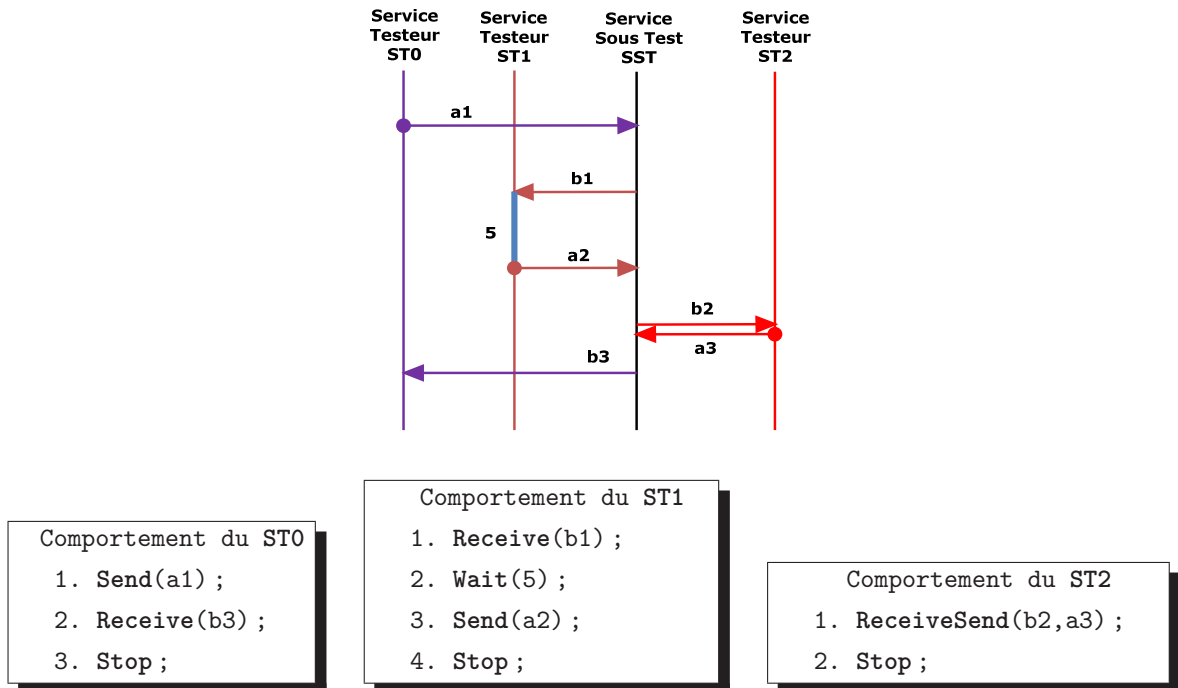 Service
Testeur
ST0
Service
Testeur
ST1
Service
Sous Test
SST
Service
Testeur
ST2
a1
b1
5
a2
b2
a3
b3
Comportement du ST0
1. Send(a1) ;
2. Receive(b3) ;
3. Stop ;
Comportement du ST1
1. Receive(b1) ;
2. Wait(5) ;
3. Send(a2) ;
4. Stop ;
Comportement du ST2
1. ReceiveSend(b2,a3) ;
2. Stop ;